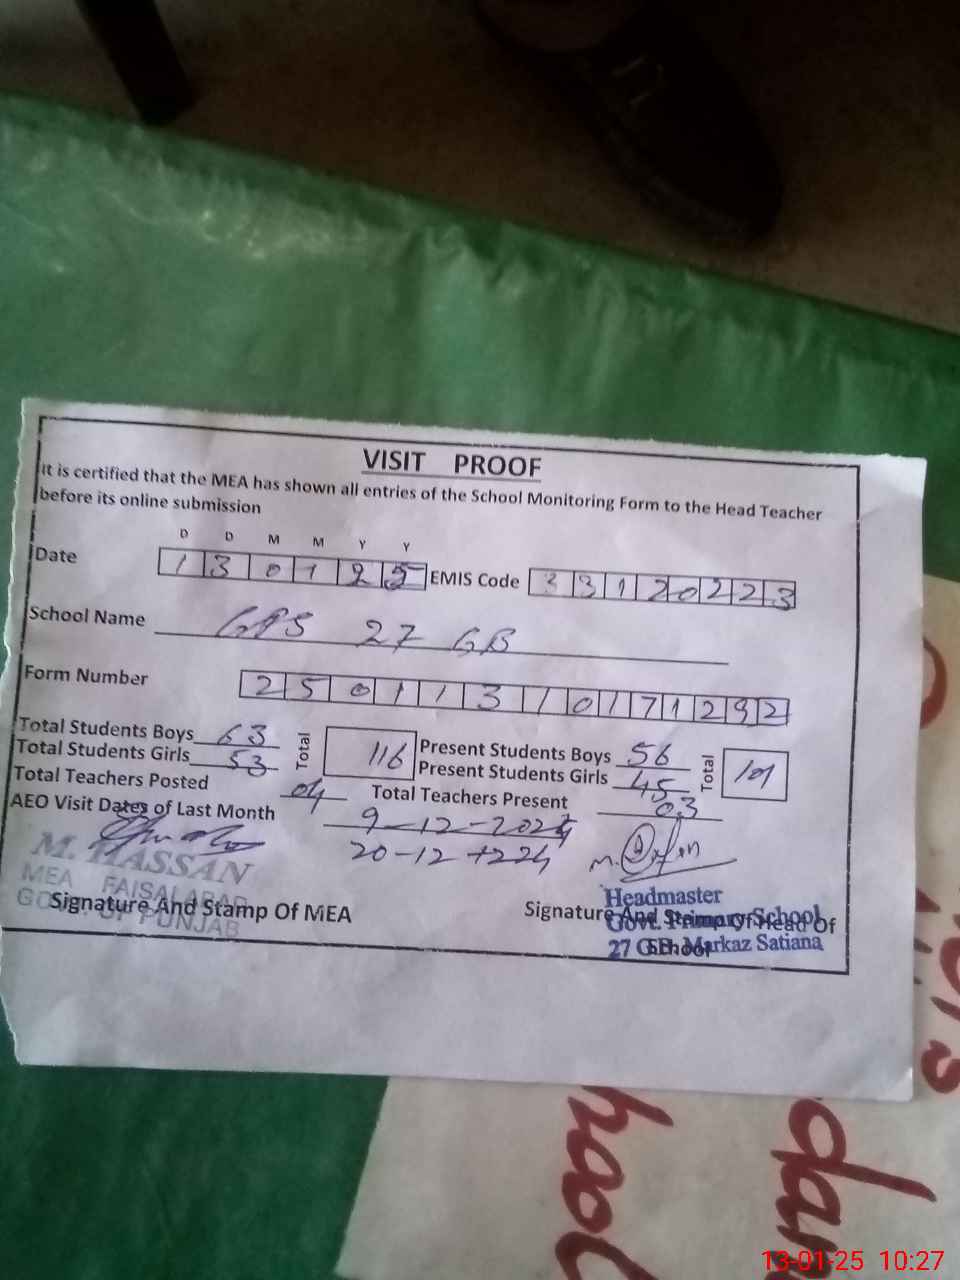 VISIT PROOF
It is certified that the MEA has shown all entries of the School Monitoring Form to the Head Teacher
before its online submission
D D M M Y Y
Date 1 3 0 1 2 5 EMIS Code 3 3 1 2 0 2 2 3
School Name GPS 27 GB
Form Number 2 5 0 1 1 3 1 0 1 7 1 2 9 2
Total Students Boys 63 Total 116 Present Students Boys 56 Total 101
Total Students Girls 53 Present Students Girls 45
Total Teachers Posted 04 Total Teachers Present 03
AEO Visit Dates of Last Month 9-12-2024
20-12-
M. HASSAN
MEA FAISALABAD
GOVT. OF PUNJAB
Signature And Stamp Of MEA
Signature And Stamp Of Head Of
School
Headmaster
Govt. Primary School
27 G.B. Markaz Satiana
13-01-25 10:27